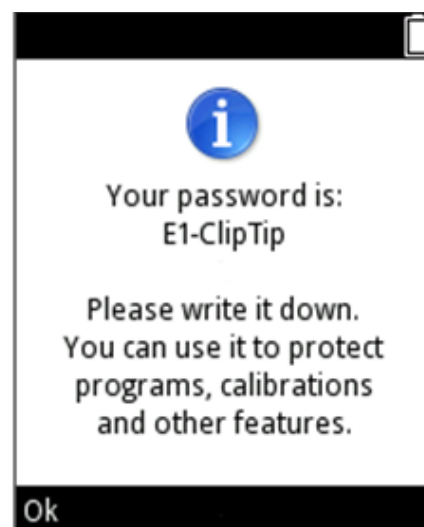 Your password is:
E1-ClipTip
Please write it down.
You can use it to protect
programs, calibrations
and other features.
Ok